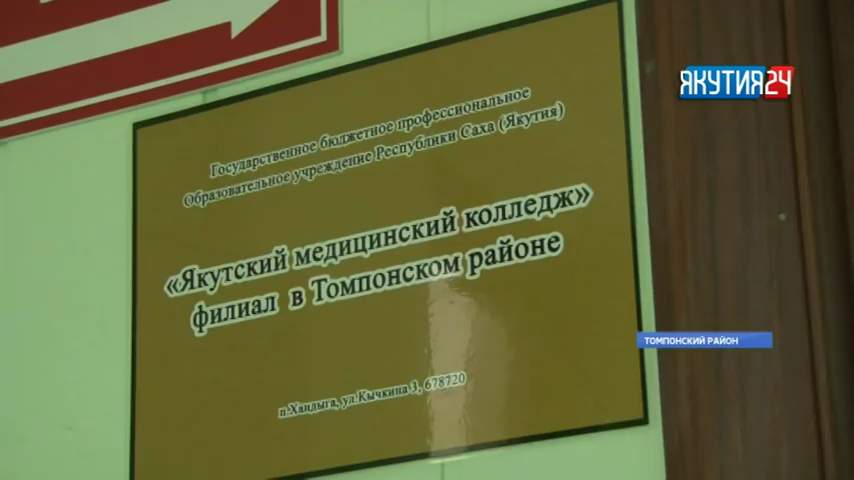 ЯКУТИЯ24
Государственное бюджетное профессиональное
Образовательное учреждение Республики Саха (Якутия)
«Якутский медицинский колледж»
филиал в Томпонском районе
ТОМПОНСКИЙ РАЙОН
п.Хандыга, ул.Кычкина 3, 678720